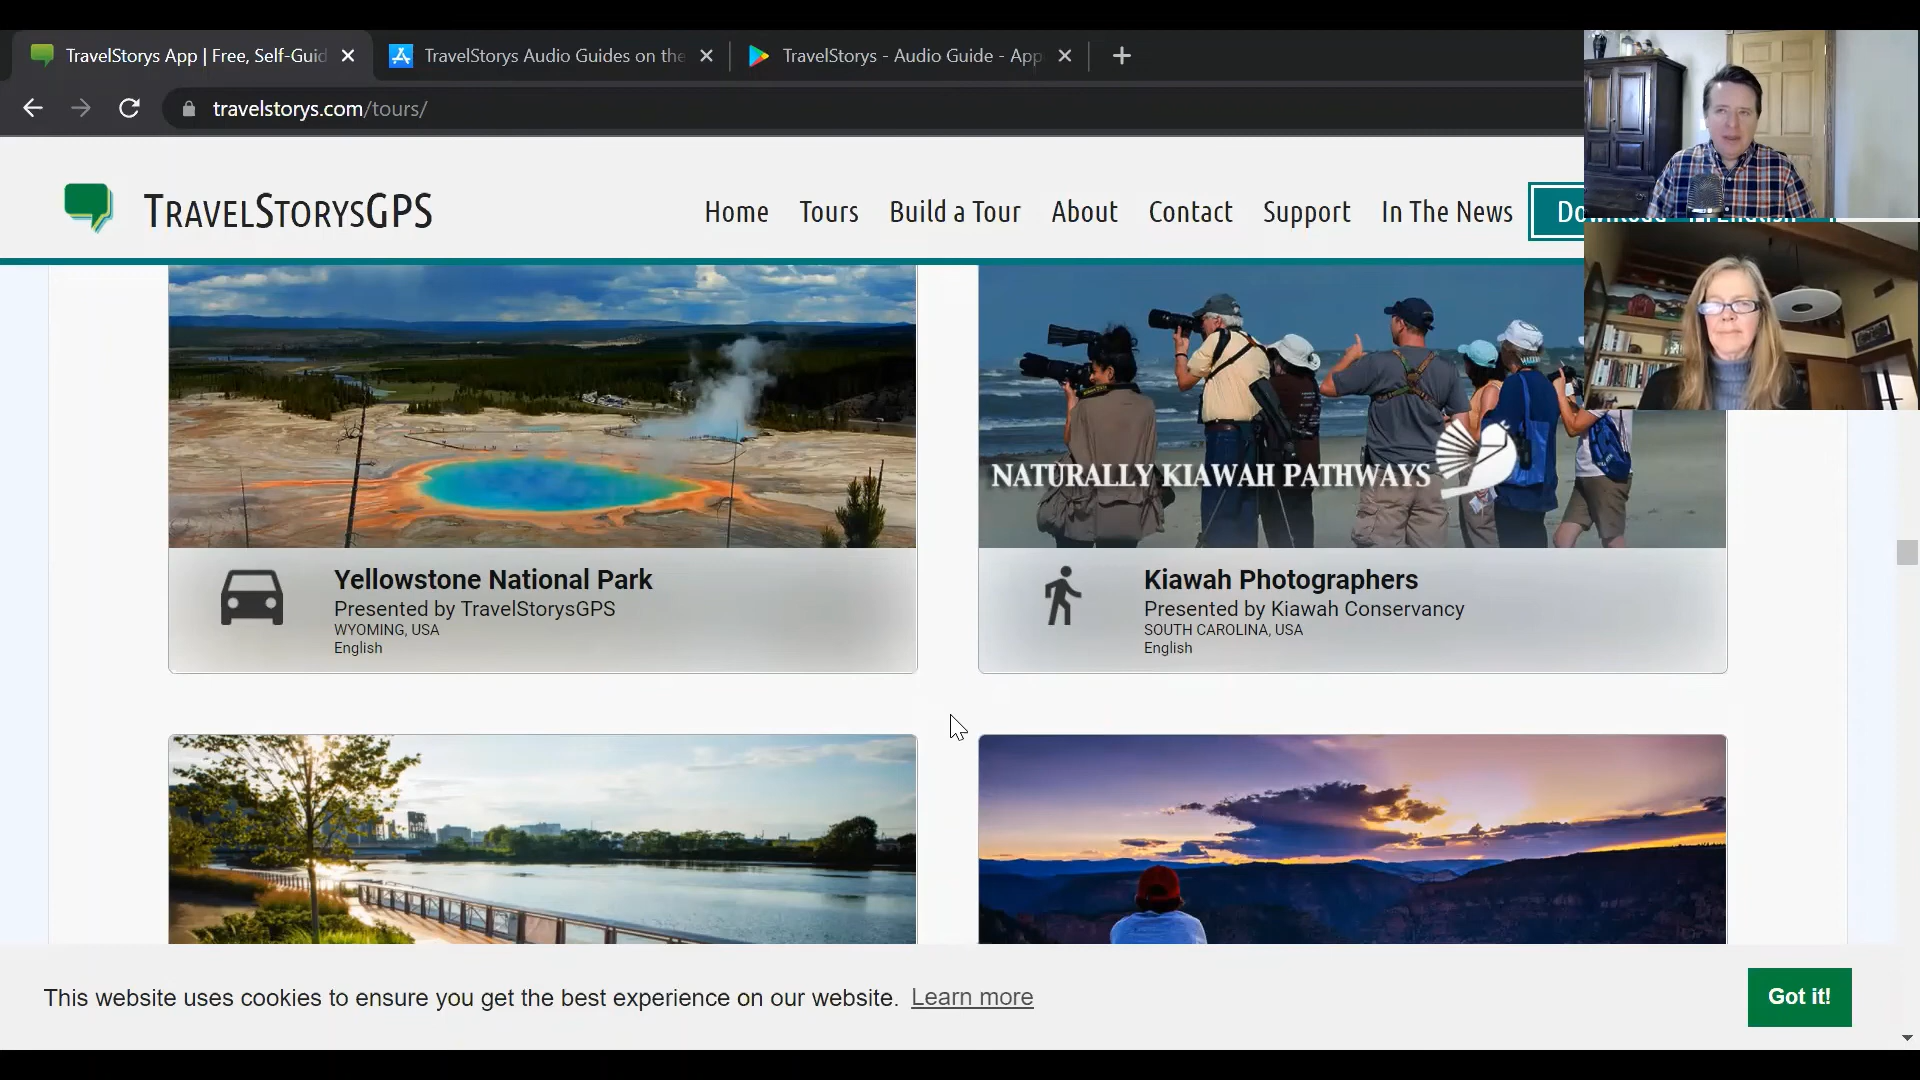 TravelStorys App | Free, Self-Guid
TravelStorys Audio Guides on the
TravelStorys - Audio Guide - App
travelstorys.com/tours/
TRAVELSTORYSGPS
Home
Tours
Build a Tour
About
Contact
Support
In The News
NATURALLY KIAWAH PATHWAYS
Yellowstone National Park
Presented by TravelStorysGPS
WYOMING, USA
English
Kiawah Photographers
Presented by Kiawah Conservancy
SOUTH CAROLINA, USA
English
This website uses cookies to ensure you get the best experience on our website. Learn more
Got it!